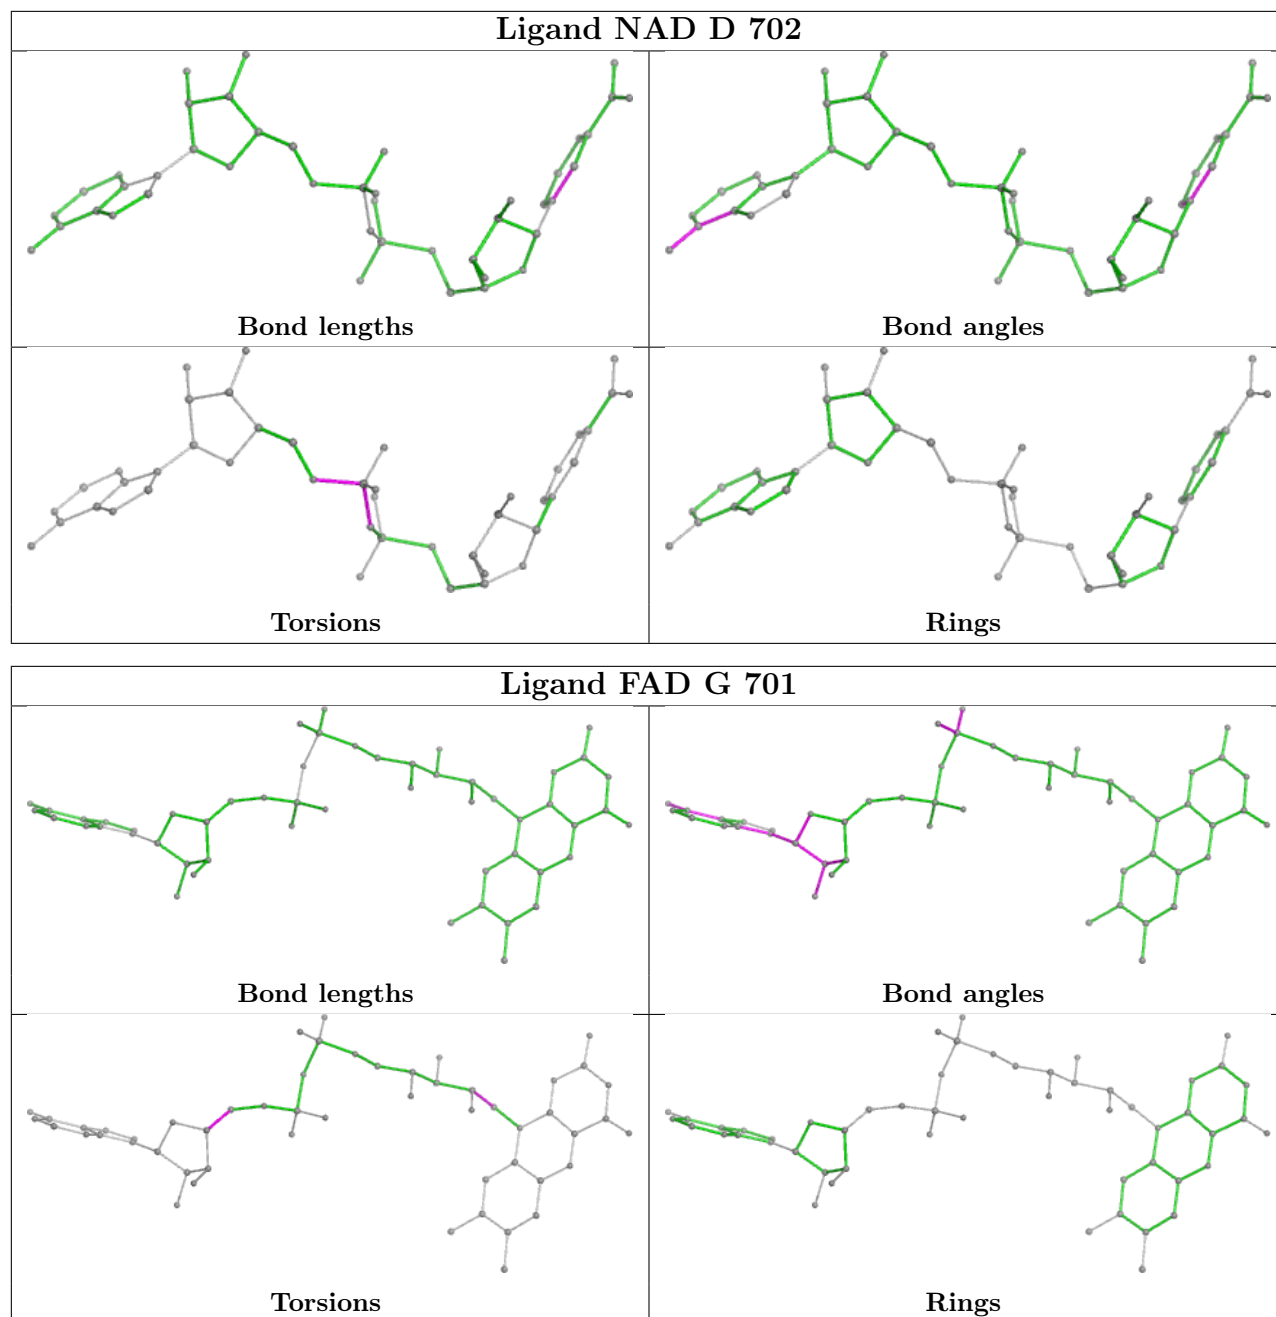 Ligand NAD D 702
Bond lengths
Bond angles
Torsions
Rings
Ligand FAD G 701
Bond lengths
Bond angles
Torsions
Rings